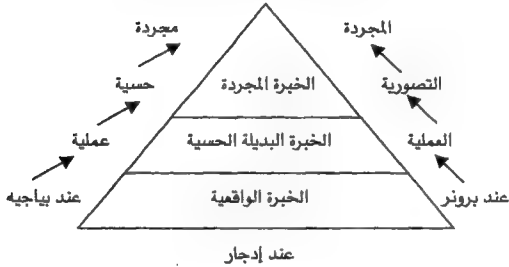 المجردة
مجردة
التصورية
الخبرة المجردة
حسية
العملية
الخبرة البديلة الحسية
عملية
عند برونر
الخبرة الواقعية
عند بياجيه
عند إدجار